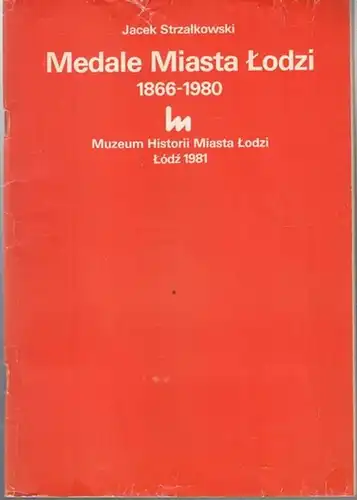 Jacek Strzałkowski
Medale Miasta Łodzi
1866-1980
Muzeum Historii Miasta Łodzi
Łódź 1981